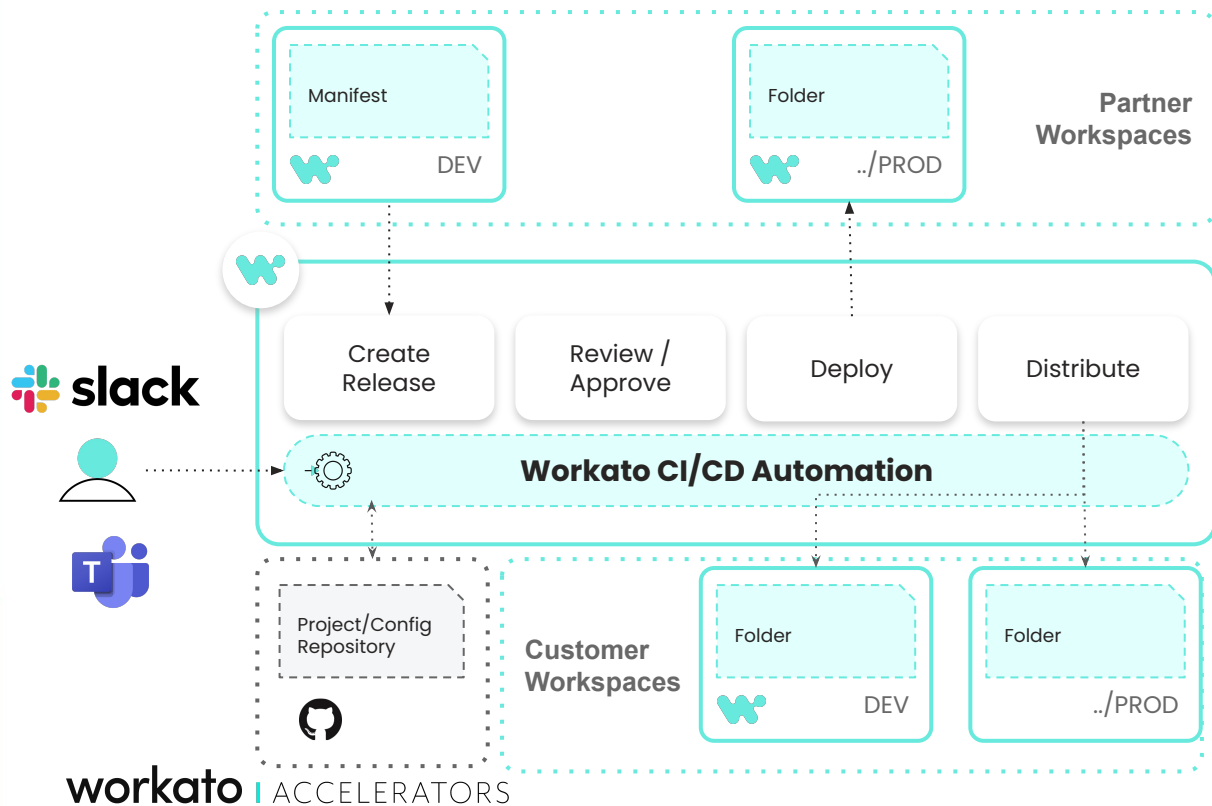 Manifest
DEV
Folder
../PROD
Partner
Workspaces
Create
Release
Review /
Approve
Deploy
Distribute
slack
Workato CI/CD Automation
T
Project/Config
Repository
Customer
Workspaces
Folder
DEV
Folder
../PROD
workato | ACCELERATORS